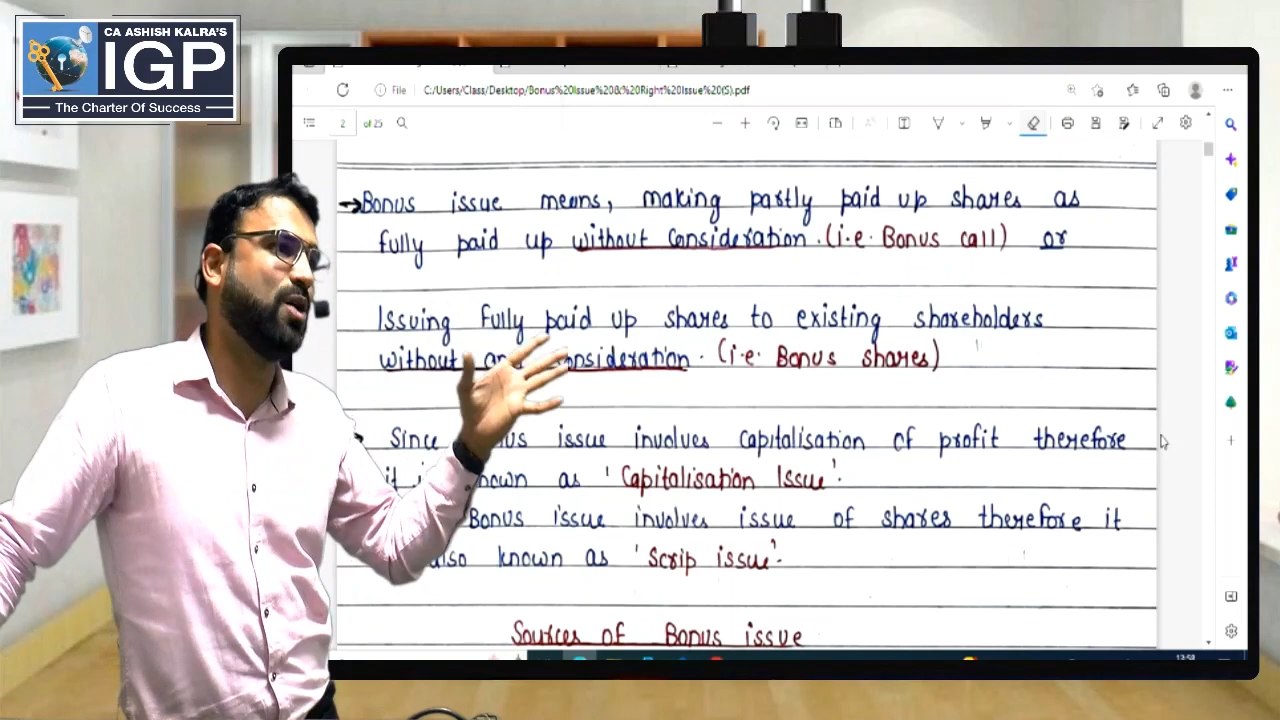 CA ASHISH KALRA'S
IGP
The Charter Of Success
File C:/Users/Class/Desktop/Bonus%20Issue%20&%20Right%20Issue%20(S).pdf
2 of 25
→Bonus issue means, making partly paid up shares as
fully paid up without consideration. (i.e. Bonus call) or
Issuing fully paid up shares to existing shareholders
without consideration. (i.e. Bonus shares)
Since issue involves capitalisation of profit therefore
as 'Capitalisation Issue'.
Bonus issue involves issue of shares therefore it
known as 'Scrip issue'.
Sources of Bonus issue